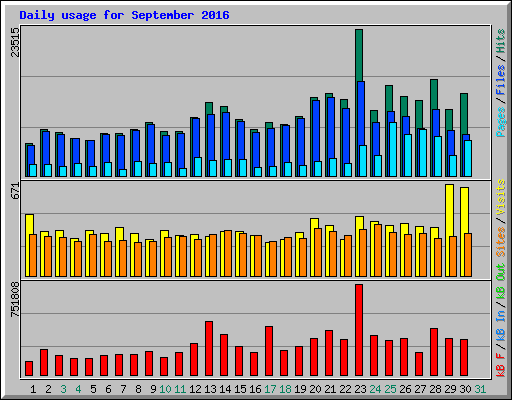 Daily usage for September 2016
23515
Pages / Files / Hits
671
Sites / Visits
751808
kB F / kB In / kB Out
1 2 3 4 5 6 7 8 9 10 11 12 13 14 15 16 17 18 19 20 21 22 23 24 25 26 27 28 29 30 31